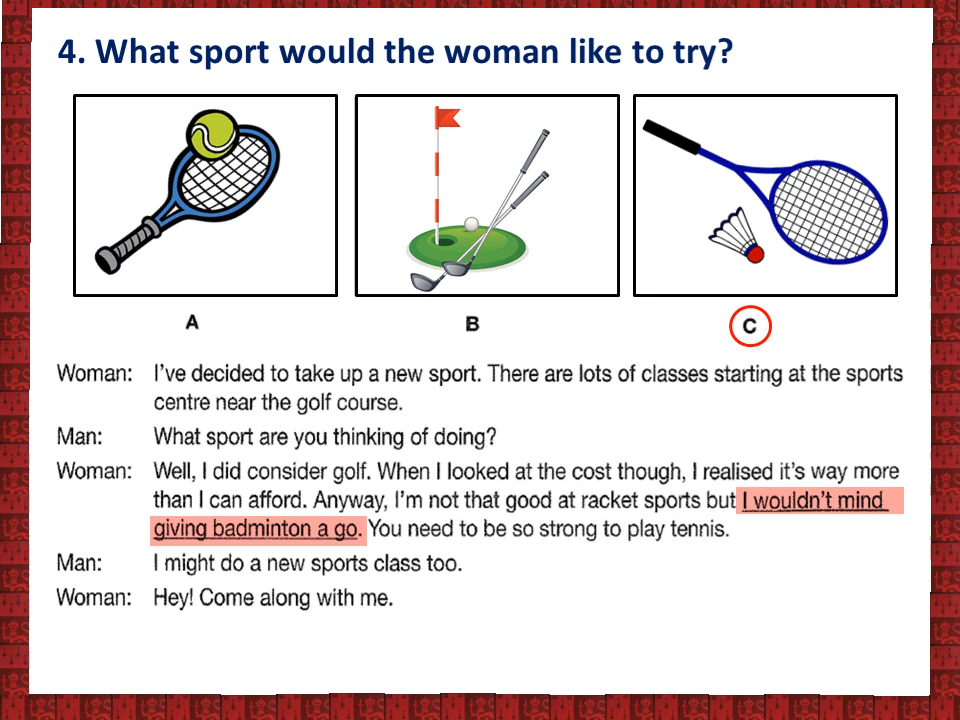 4. What sport would the woman like to try?
A
B
C
Woman: I've decided to take up a new sport. There are lots of classes starting at the sports
centre near the golf course.
Man: What sport are you thinking of doing?
Woman: Well, I did consider golf. When I looked at the cost though, I realised it's way more
than I can afford. Anyway, I'm not that good at racket sports but I wouldn't mind
giving badminton a go. You need to be so strong to play tennis.
Man: I might do a new sports class too.
Woman: Hey! Come along with me.